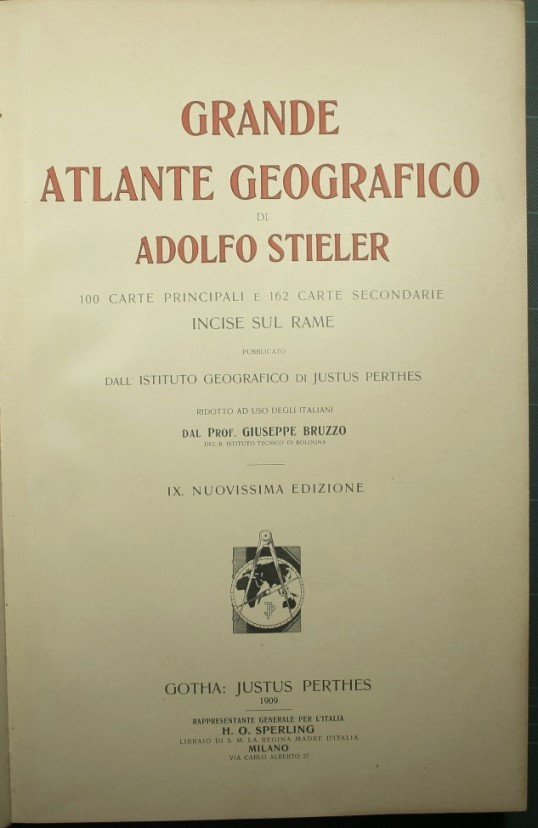 GRANDE
ATLANTE GEOGRAFICO
DI
ADOLFO STIELER
100 CARTE PRINCIPALI E 162 CARTE SECONDARIE
INCISE SUL RAME
PUBBLICATO
DALL' ISTITUTO GEOGRAFICO DI JUSTUS PERTHES
RIDOTTO AD USO DEGLI ITALIANI
DAL PROF. GIUSEPPE BRUZZO
DEL R. ISTITUTO TECNICO DI BOLOGNA
IX. NUOVISSIMA EDIZIONE
JP
GOTHA: JUSTUS PERTHES
1909
RAPPRESENTANTE GENERALE PER L'ITALIA
H. O. SPERLING
LIBRAIO DI S. M. LA REGINA MADRE D'ITALIA
MILANO
VIA CARLO ALBERTO 27